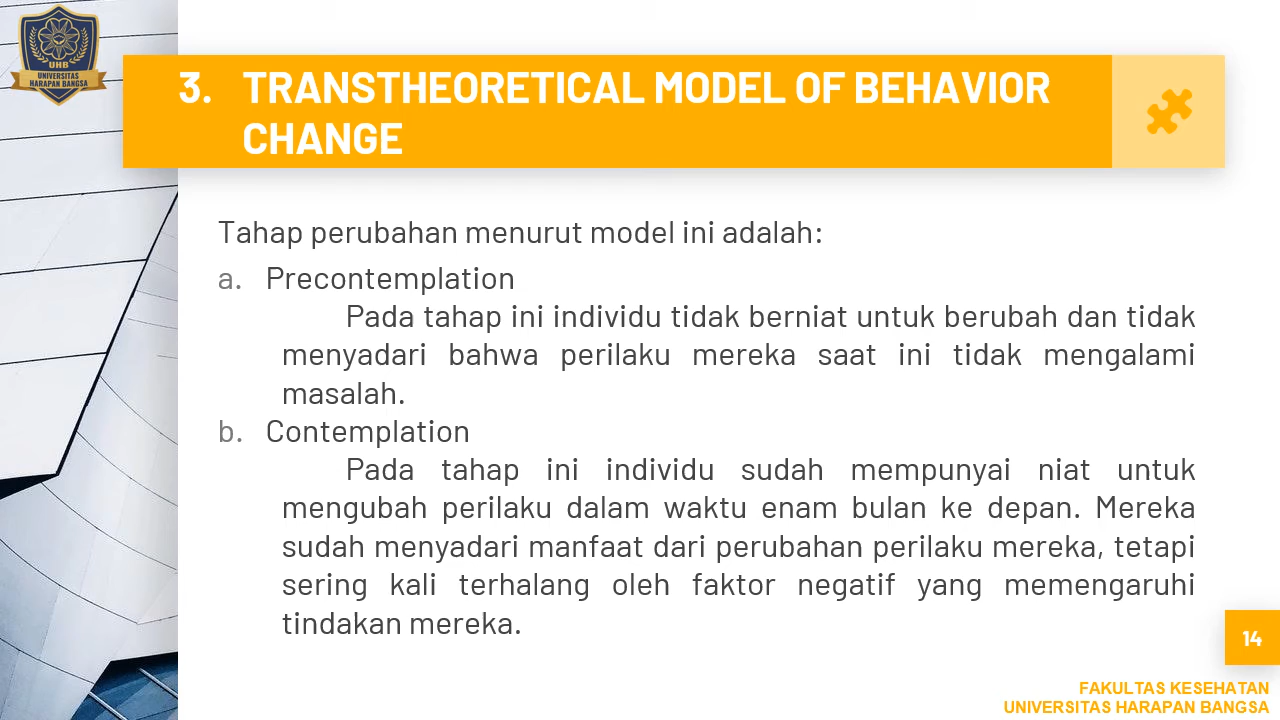 UHB
UNIVERSITAS
HARAPAN BANGSA
3. TRANSTHEORETICAL MODEL OF BEHAVIOR
CHANGE
Tahap perubahan menurut model ini adalah:
a. Precontemplation
Pada tahap ini individu tidak berniat untuk berubah dan tidak
menyadari bahwa perilaku mereka saat ini tidak mengalami
masalah.
b. Contemplation
Pada tahap ini individu sudah mempunyai niat untuk
mengubah perilaku dalam waktu enam bulan ke depan. Mereka
sudah menyadari manfaat dari perubahan perilaku mereka, tetapi
sering kali terhalang oleh faktor negatif yang memengaruhi
tindakan mereka.
14
FAKULTAS KESEHATAN
UNIVERSITAS HARAPAN BANGSA